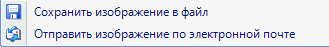 Сохранить изображение в файл
Отправить изображение по электронной почте